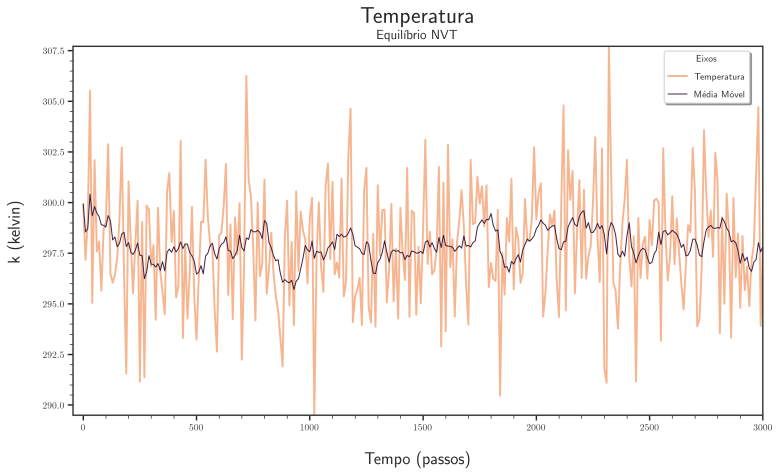 Temperatura
Equilíbrio NVT
Eixos
Temperatura
Média Móvel
k (kelvin)
307.5
305.0
302.5
300.0
297.5
295.0
292.5
290.0
0 500 1000 1500 2000 2500 3000
Tempo (passos)